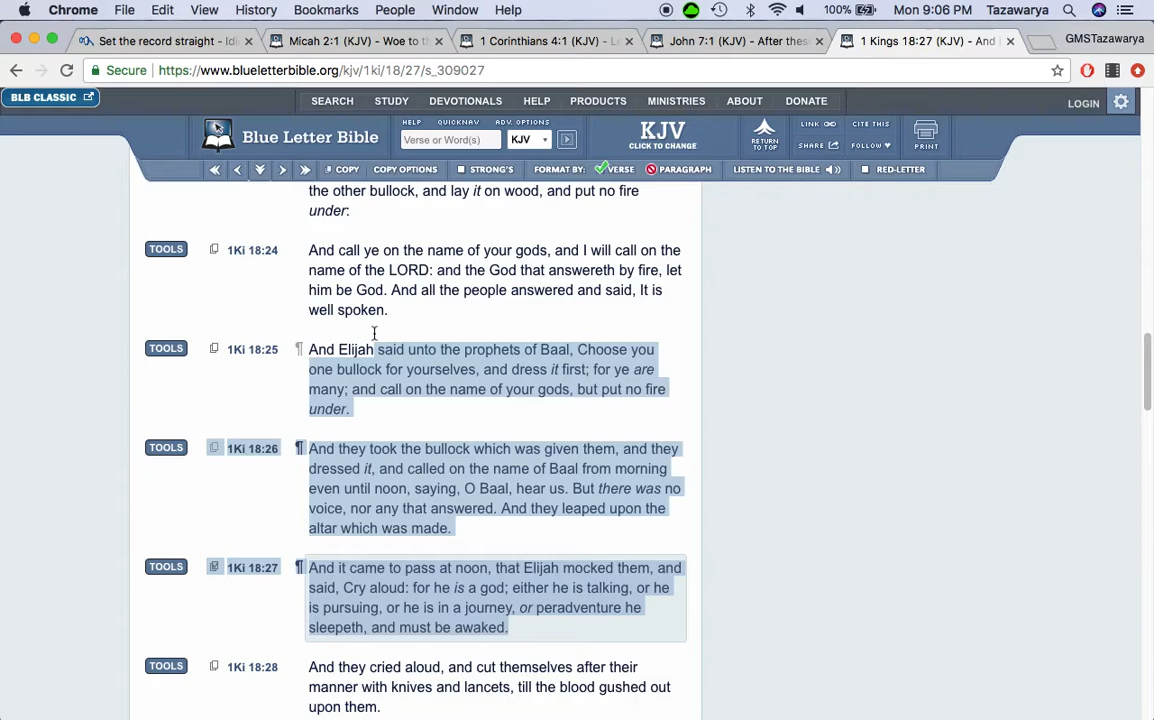 Chrome File Edit View History Bookmarks People Window Help 100% Mon 9:06 PM Tazawarya
Set the record straight - Idi
Micah 2:1 (KJV) - Woe to th
1 Corinthians 4:1 (KJV) - Le
John 7:1 (KJV) - After these
1 Kings 18:27 (KJV) - And i
GMSTazawarya
Secure https://www.blueletterbible.org/kjv/1ki/18/27/s_309027
BLB CLASSIC
SEARCH STUDY DEVOTIONALS HELP PRODUCTS MINISTRIES ABOUT DONATE
LOGIN
Blue Letter Bible
HELP QUICKNAV ADV. OPTIONS
Verse or Word(s) KJV
KJV
CLICK TO CHANGE
RETURN
TO TOP
LINK CITE THIS
SHARE FOLLOW
PRINT
COPY COPY OPTIONS STRONG'S FORMAT BY: VERSE PARAGRAPH LISTEN TO THE BIBLE RED-LETTER
the other bullock, and lay it on wood, and put no fire
under:
TOOLS 1Ki 18:24 And call ye on the name of your gods, and I will call on the
name of the LORD: and the God that answereth by fire, let
him be God. And all the people answered and said, It is
well spoken.
TOOLS 1Ki 18:25 ¶ And Elijah said unto the prophets of Baal, Choose you
one bullock for yourselves, and dress it first; for ye are
many; and call on the name of your gods, but put no fire
under.
TOOLS 1Ki 18:26 ¶ And they took the bullock which was given them, and they
dressed it, and called on the name of Baal from morning
even until noon, saying, O Baal, hear us. But there was no
voice, nor any that answered. And they leaped upon the
altar which was made.
TOOLS 1Ki 18:27 ¶ And it came to pass at noon, that Elijah mocked them, and
said, Cry aloud: for he is a god; either he is talking, or he
is pursuing, or he is in a journey, or peradventure he
sleepeth, and must be awaked.
TOOLS 1Ki 18:28 And they cried aloud, and cut themselves after their
manner with knives and lancets, till the blood gushed out
upon them.